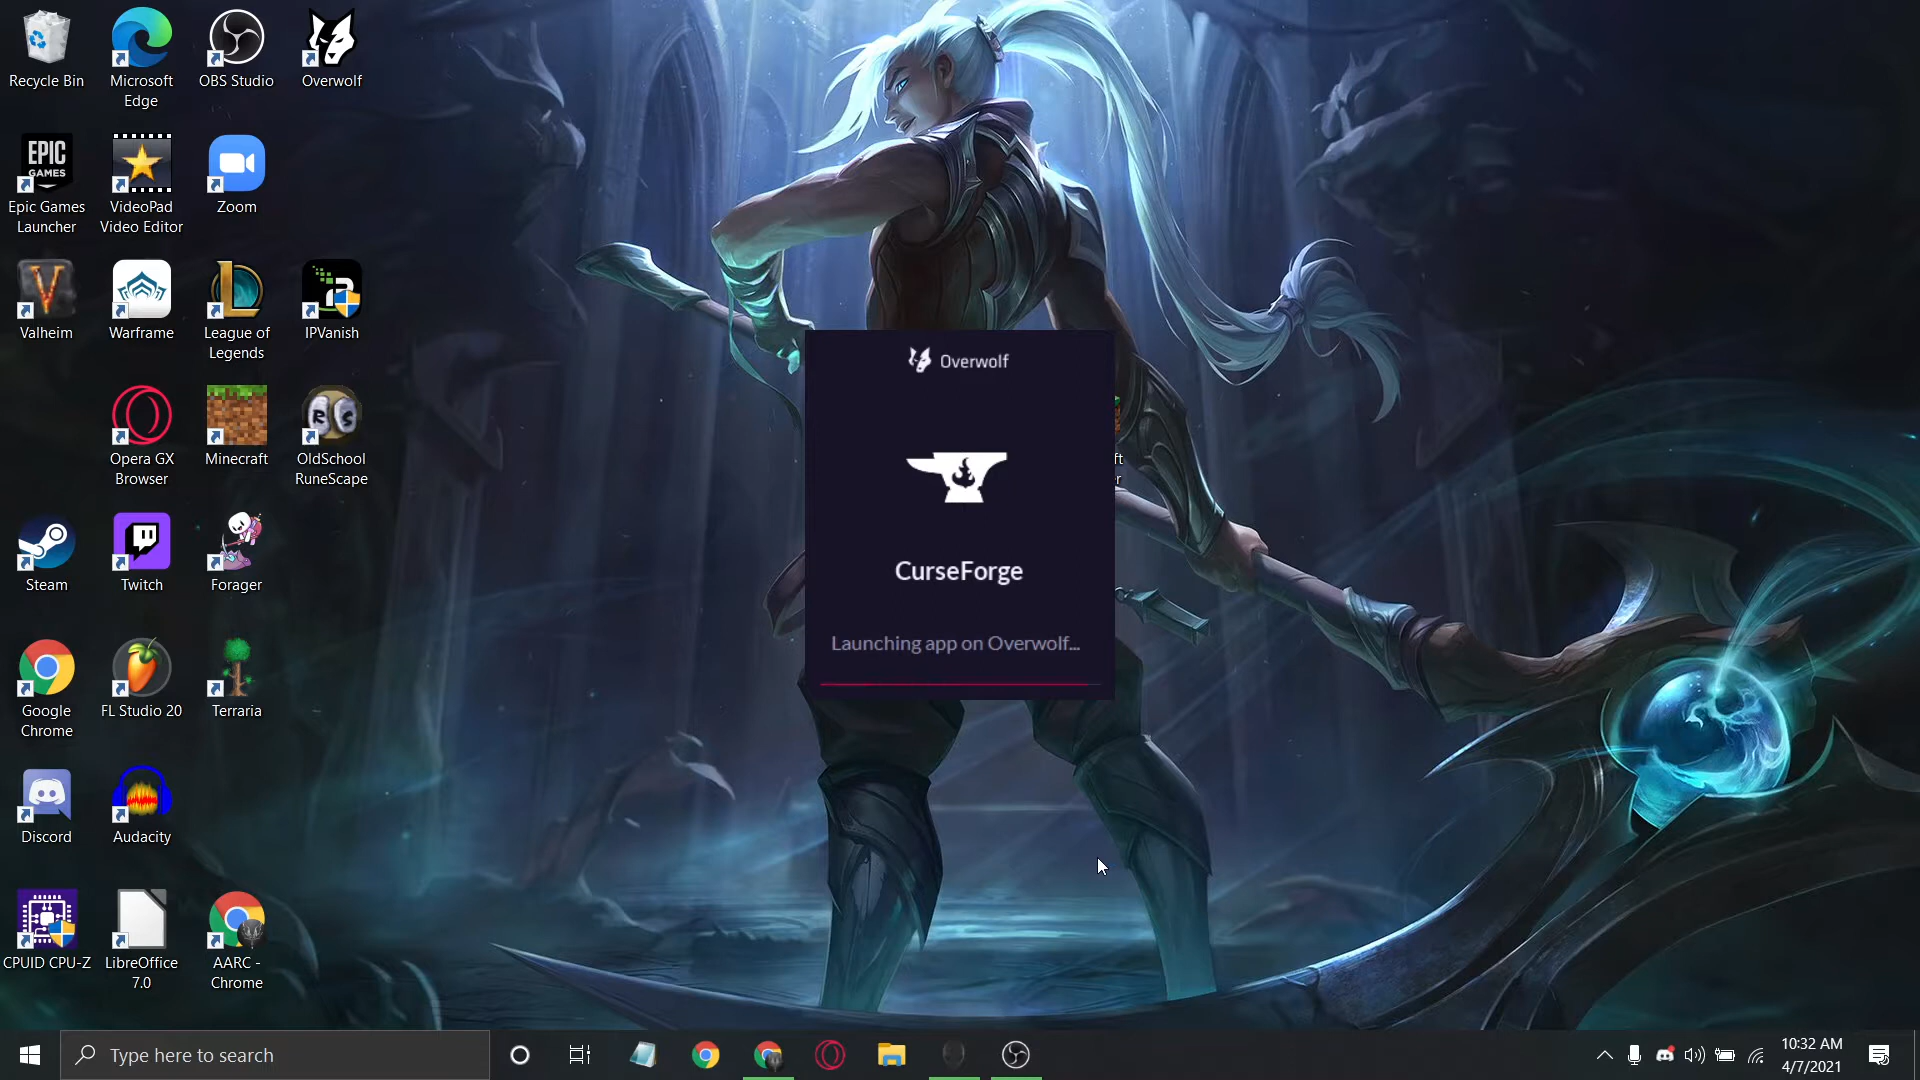 Recycle Bin
Microsoft
Edge
OBS Studio
Overwolf
EPIC
GAMES
Epic Games
Launcher
VideoPad
Video Editor
Zoom
Valheim
Warframe
League of
Legends
IPVanish
Opera GX
Browser
Minecraft
OldSchool
RuneScape
Steam
Twitch
Forager
Google
Chrome
FL Studio 20
Terraria
Discord
Audacity
CPUID CPU-Z
LibreOffice
7.0
AARC -
Chrome
Overwolf
CurseForge
Launching app on Overwolf...
ft
r
Type here to search
10:32 AM
4/7/2021